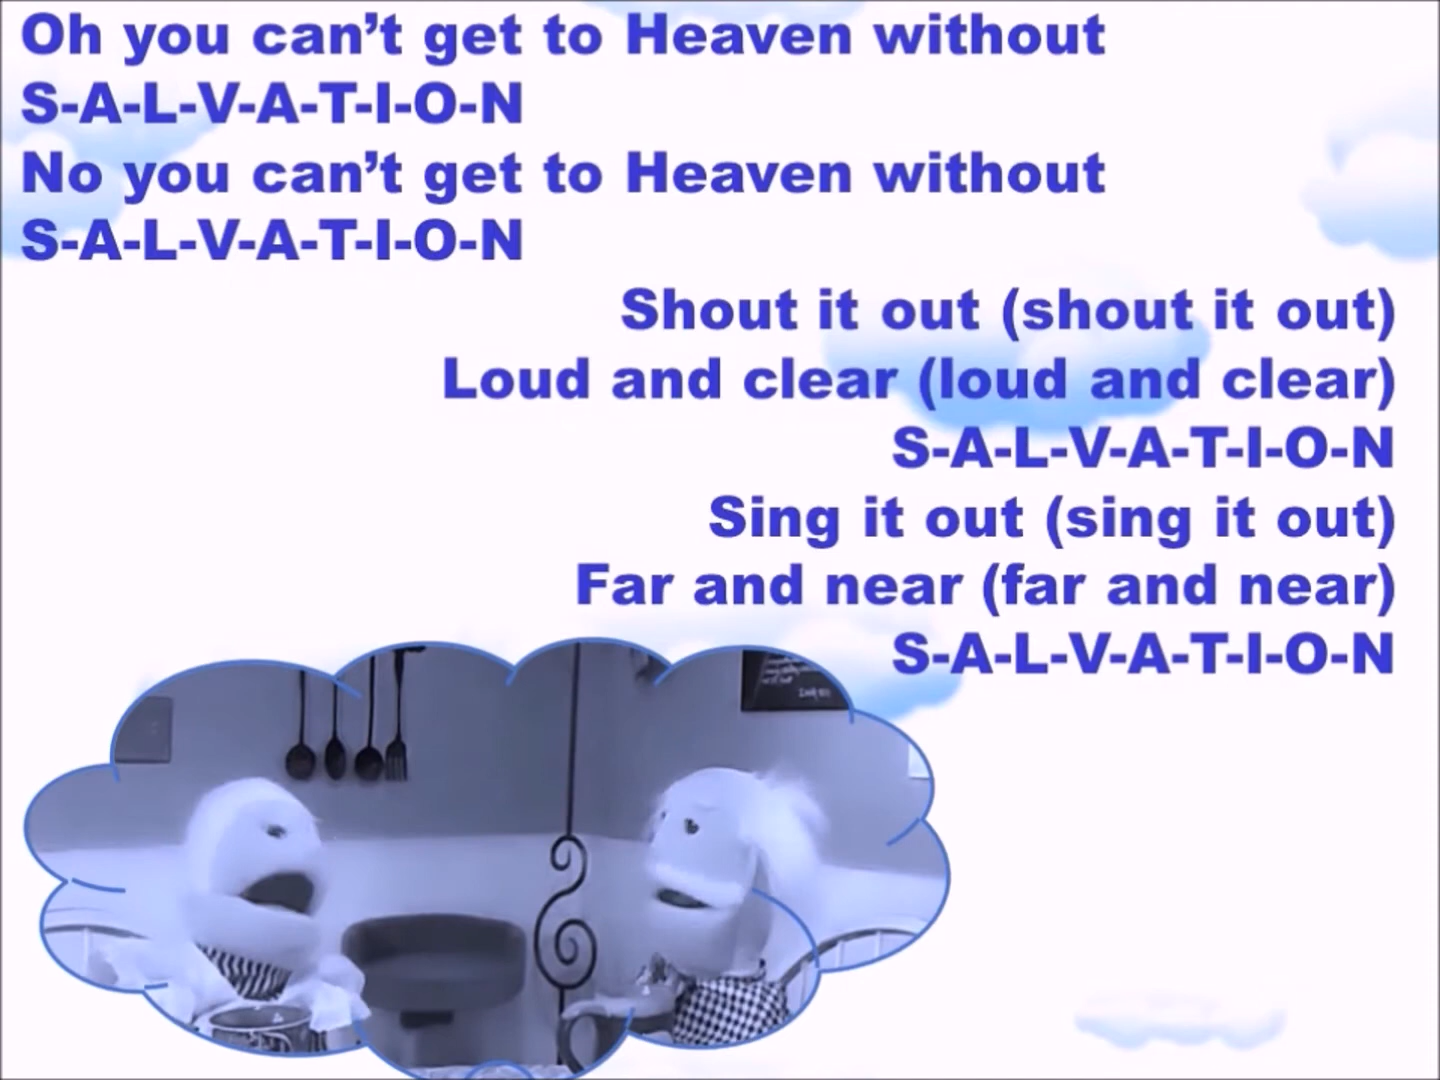 Oh you can’t get to Heaven without
S-A-L-V-A-T-I-O-N
No you can’t get to Heaven without
S-A-L-V-A-T-I-O-N
Shout it out (shout it out)
Loud and clear (loud and clear)
S-A-L-V-A-T-I-O-N
Sing it out (sing it out)
Far and near (far and near)
S-A-L-V-A-T-I-O-N